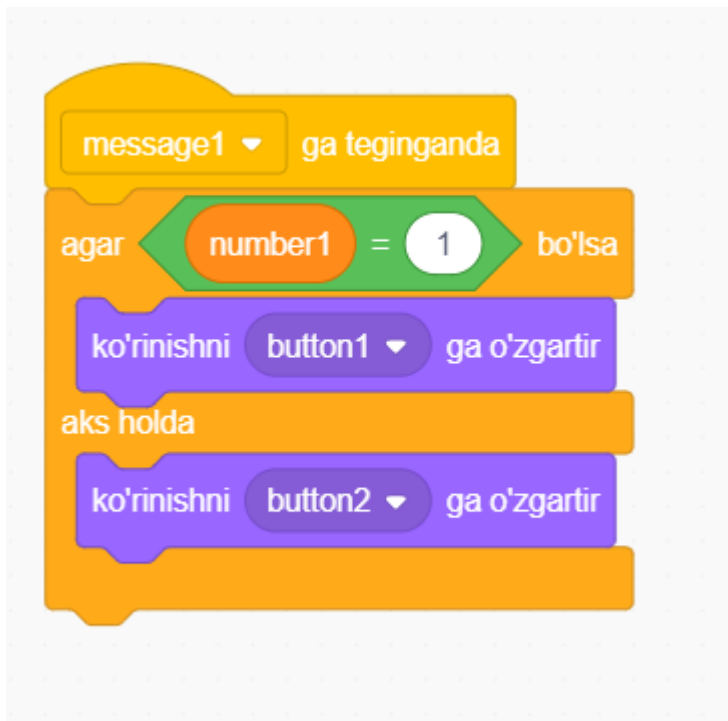 message1 ga teginganda
agar number1 = 1 bo'lsa
ko'rinishni button1 ga o'zgartir
aks holda
ko'rinishni button2 ga o'zgartir